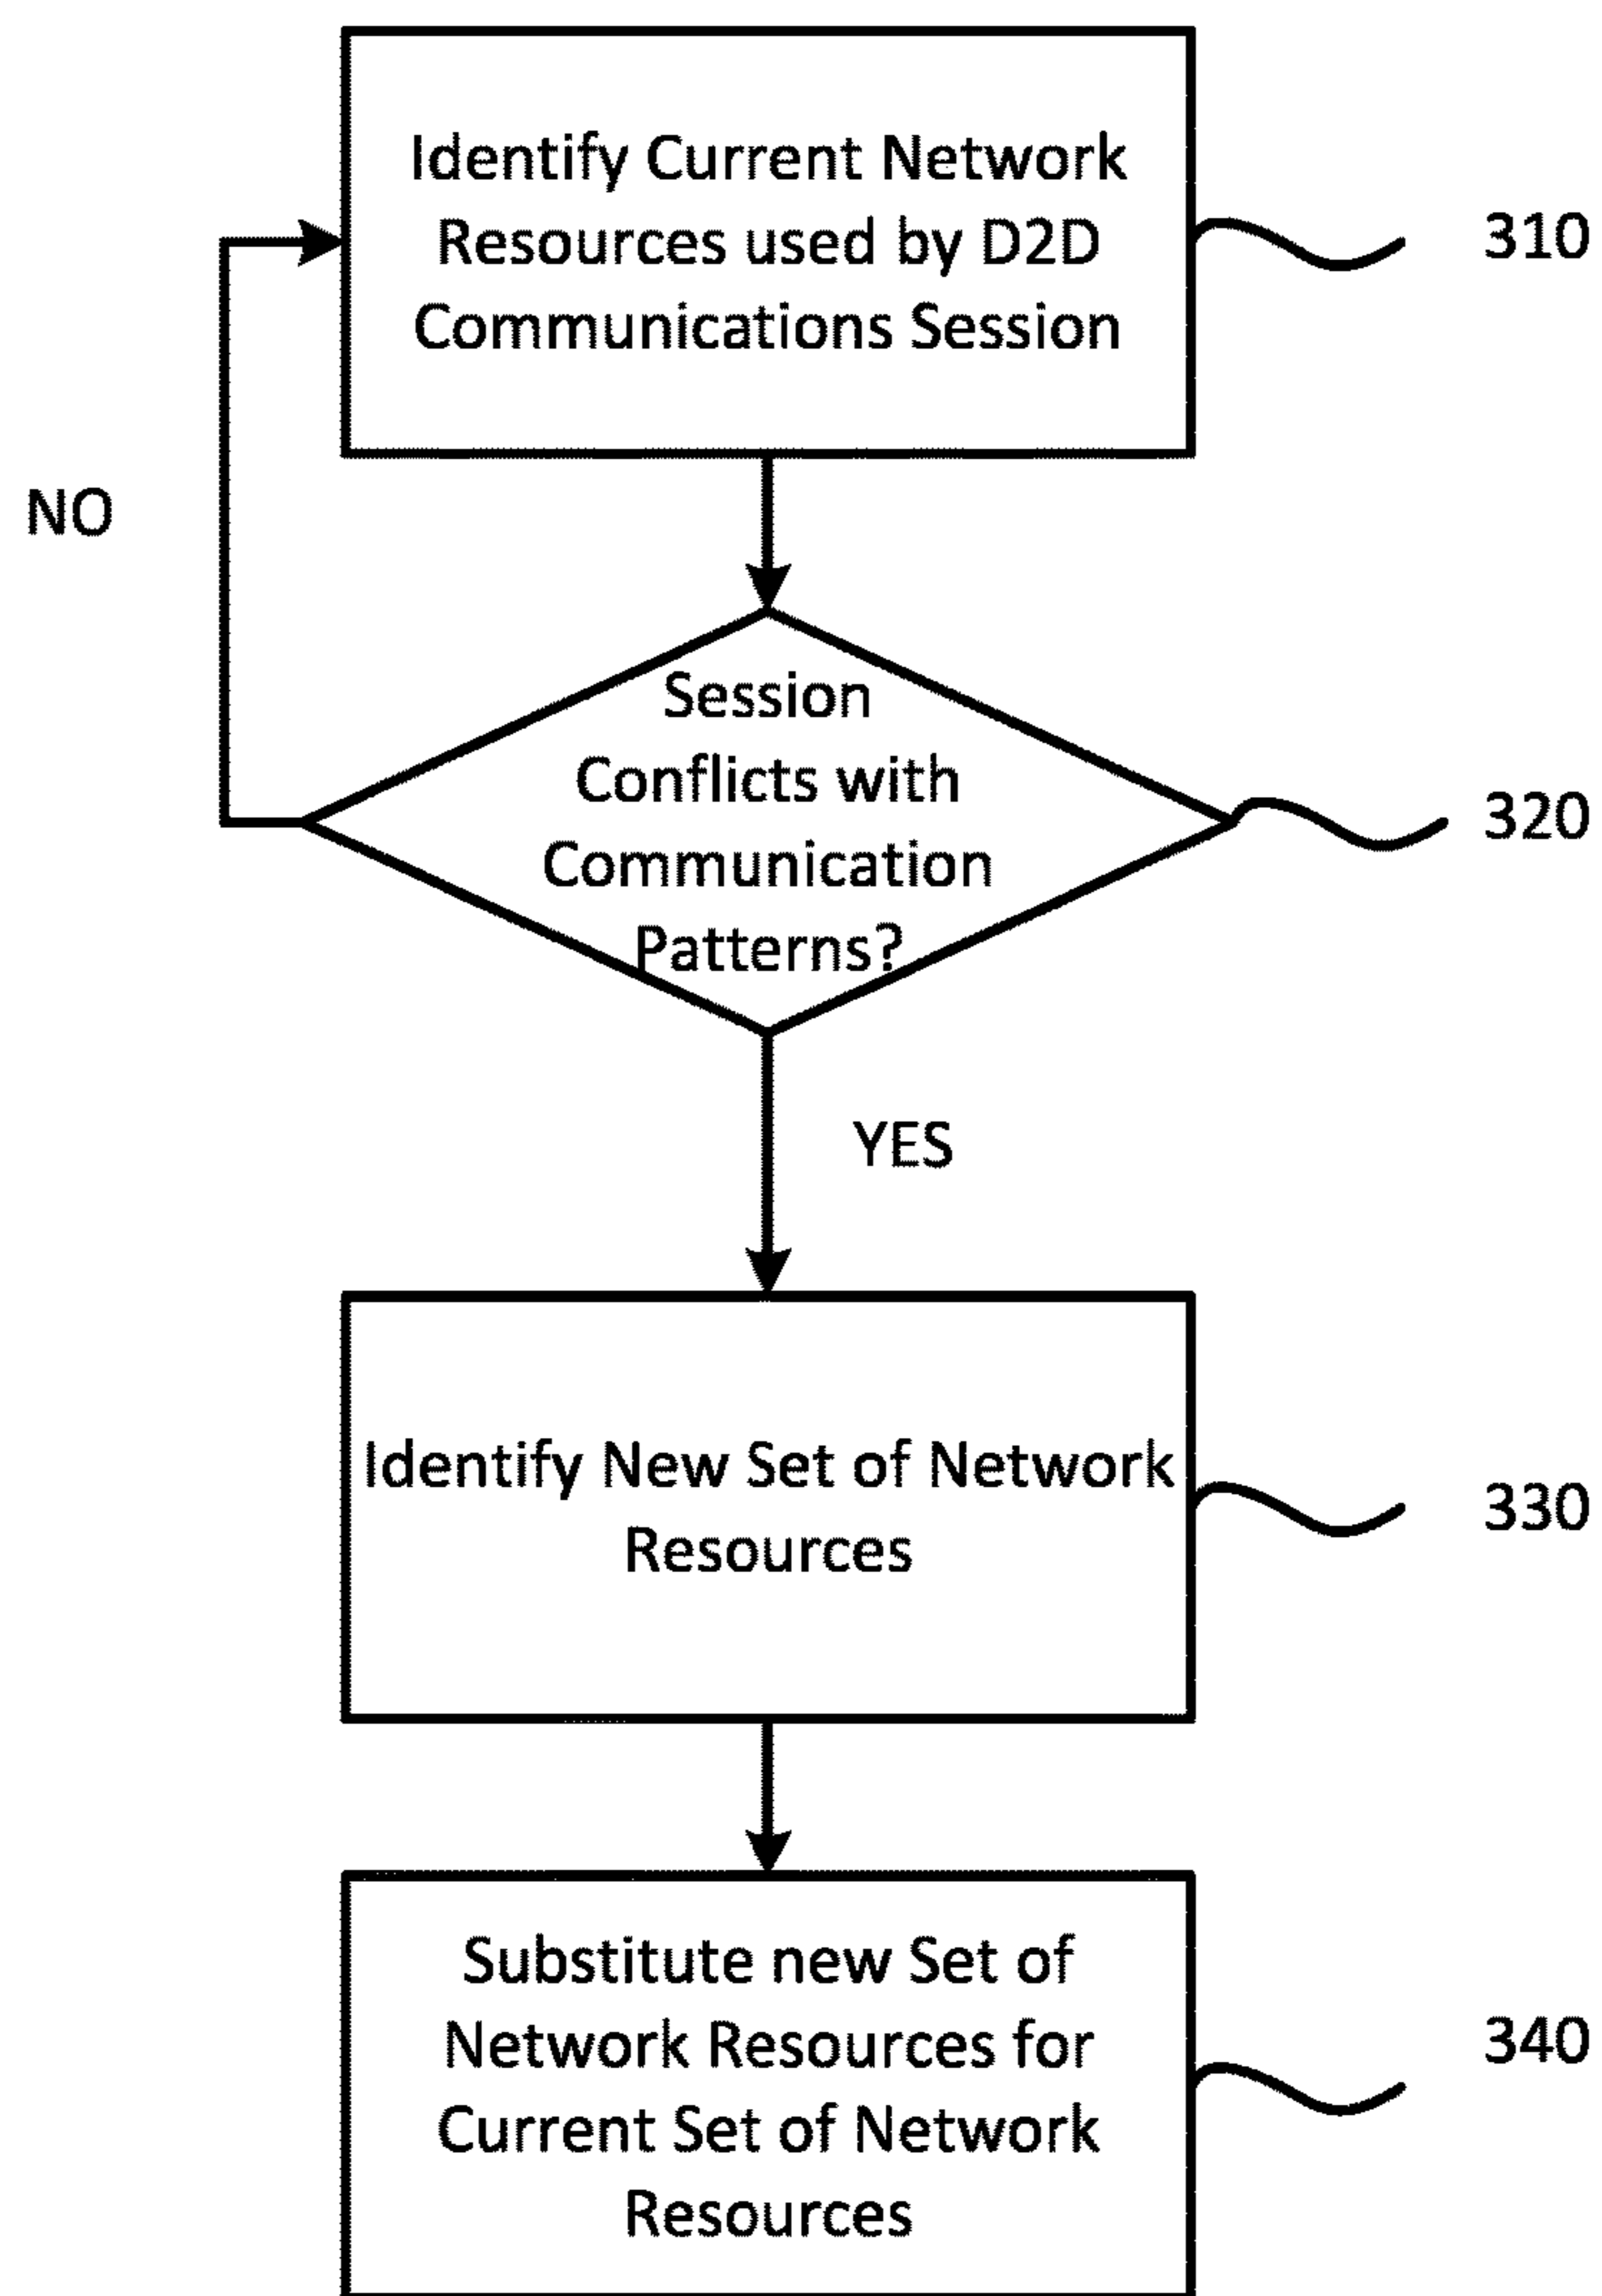 Identify Current Network
Resources used by D2D
Communications Session
310
NO
Session
Conflicts with
Communication
Patterns?
320
YES
Identify New Set of Network
Resources
330
Substitute new Set of
Network Resources for
Current Set of Network
Resources
340